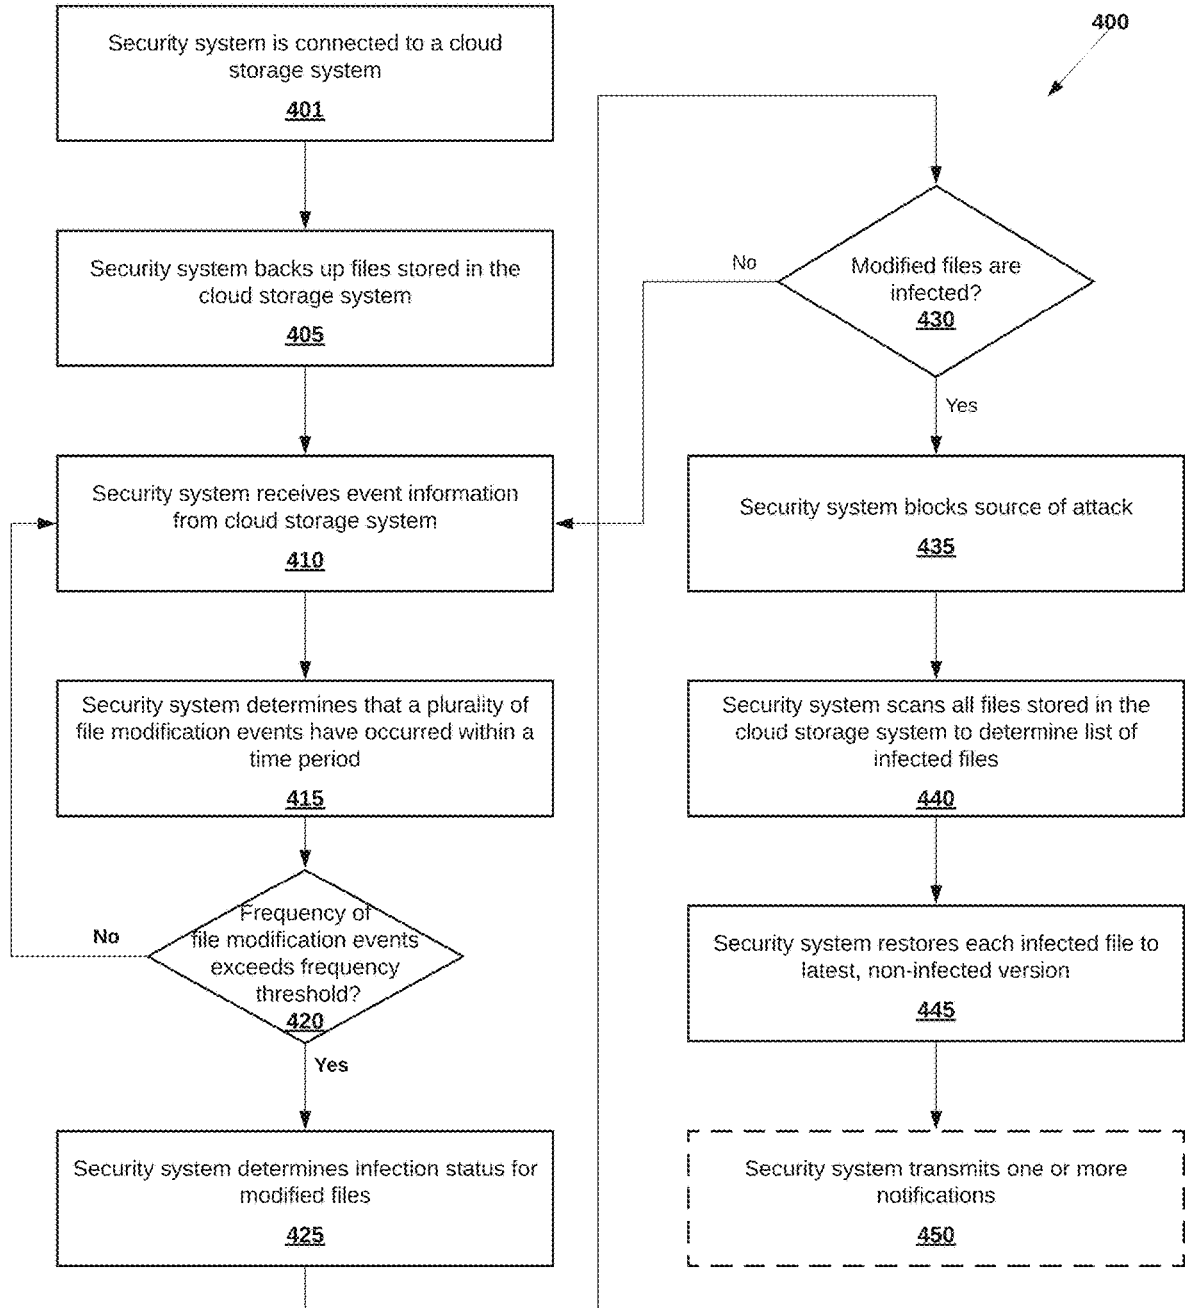 Security system is connected to a cloud
storage system
401
Security system backs up files stored in the
cloud storage system
405
Security system receives event information
from cloud storage system
410
Security system determines that a plurality of
file modification events have occurred within a
time period
415
No
Frequency of
file modification events
exceeds frequency
threshold?
420
Yes
Security system determines infection status for
modified files
425
400
No
Modified files are
infected?
430
Yes
Security system blocks source of attack
435
Security system scans all files stored in the
cloud storage system to determine list of
infected files
440
Security system restores each infected file to
latest, non-infected version
445
Security system transmits one or more
notifications
450